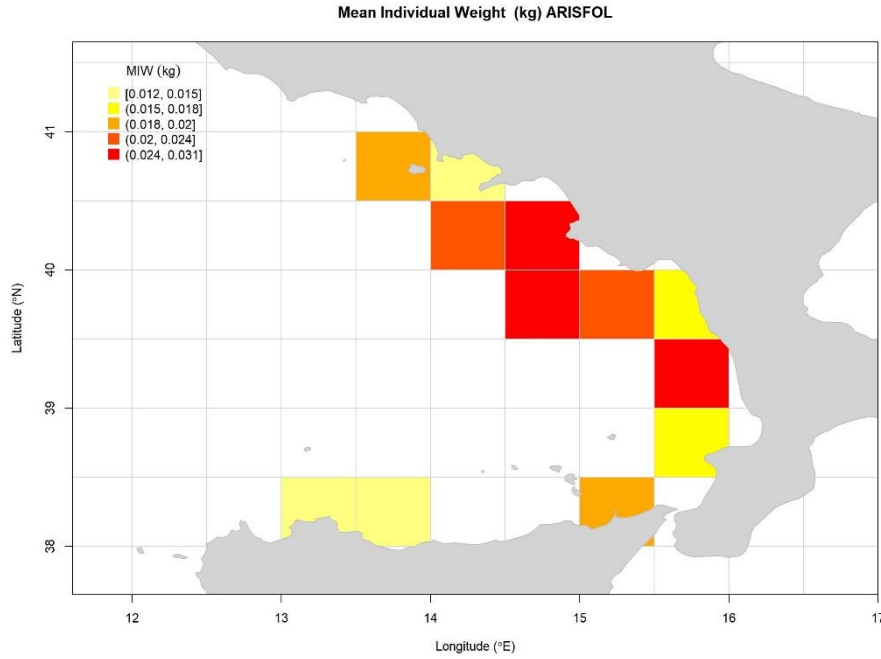 Mean Individual Weight (kg) ARISFOL
MIW (kg)
[0.012, 0.015]
(0.015, 0.018]
(0.018, 0.02]
(0.02, 0.024]
(0.024, 0.031]
41
40
39
38
Latitude (°N)
12 13 14 15 16 17
Longitude (°E)